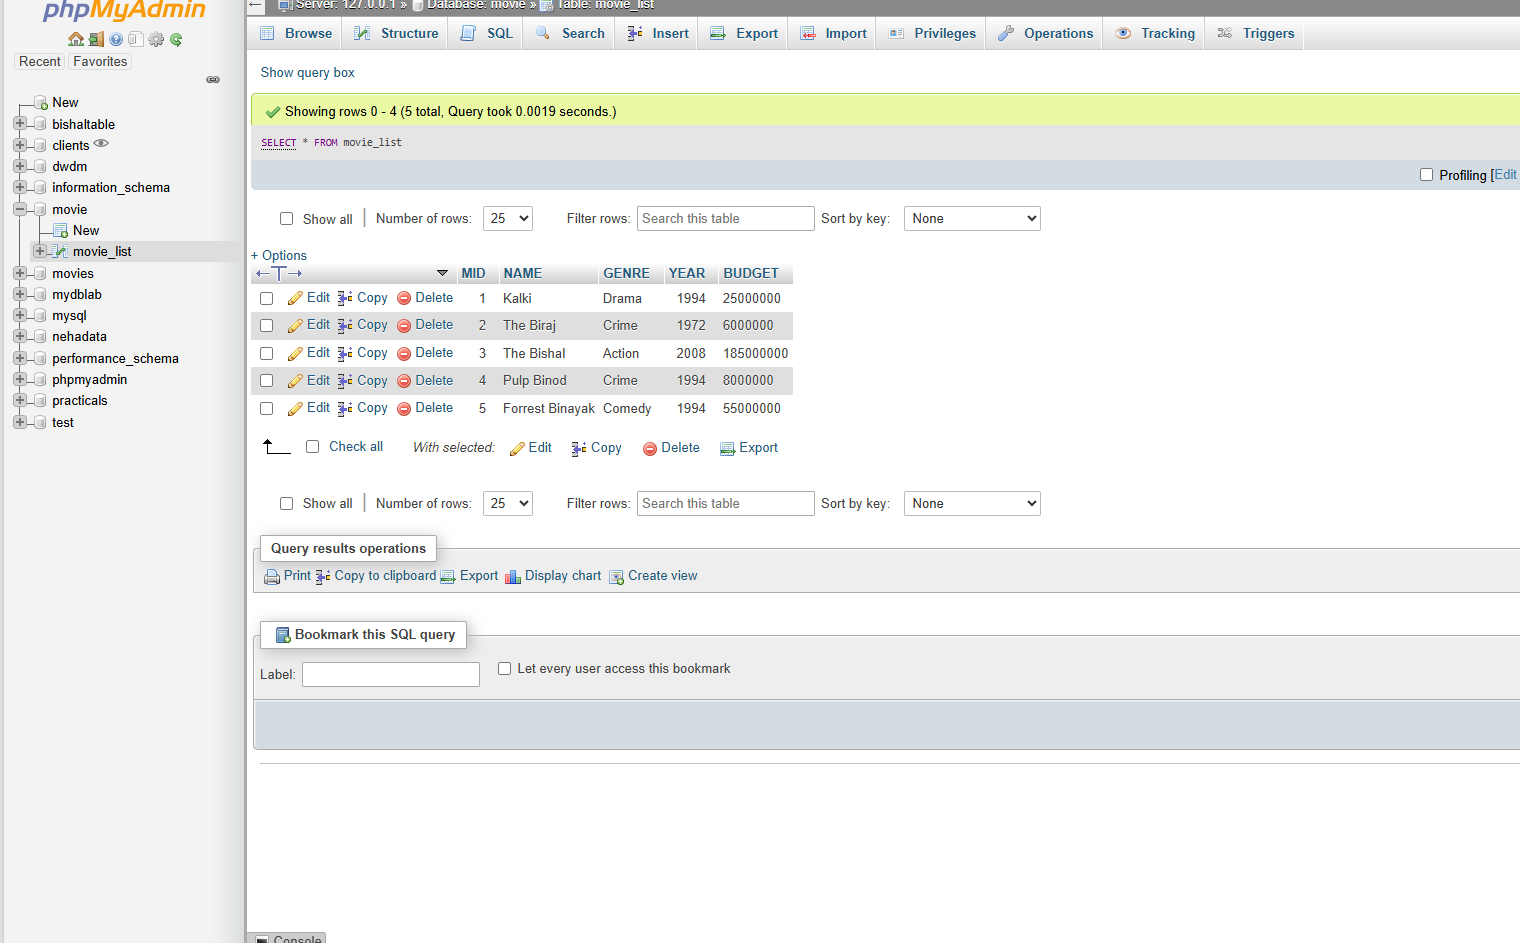 phpMyAdmin
Recent Favorites
New
bishaltable
clients
dwdm
information_schema
movie
New
movie_list
movies
mydblab
mysql
nehadata
performance_schema
phpmyadmin
practicals
test
Server: 127.0.0.1 » Database: movie » Table: movie_list
Browse Structure SQL Search Insert Export Import Privileges Operations Tracking Triggers
Show query box
Showing rows 0 - 4 (5 total, Query took 0.0019 seconds.)
SELECT * FROM movie_list
Profiling [Edit
Show all Number of rows: 25 Filter rows: Search this table Sort by key: None
+ Options
MID NAME GENRE YEAR BUDGET
Edit Copy Delete 1 Kalki Drama 1994 25000000
Edit Copy Delete 2 The Biraj Crime 1972 6000000
Edit Copy Delete 3 The Bishal Action 2008 185000000
Edit Copy Delete 4 Pulp Binod Crime 1994 8000000
Edit Copy Delete 5 Forrest Binayak Comedy 1994 55000000
Check all With selected: Edit Copy Delete Export
Show all Number of rows: 25 Filter rows: Search this table Sort by key: None
Query results operations
Print Copy to clipboard Export Display chart Create view
Bookmark this SQL query
Label: Let every user access this bookmark
Console